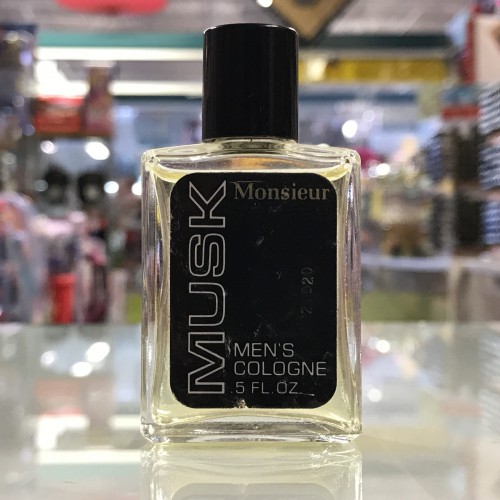 MUSK
Monsieur
MEN'S
COLOGNE
.5 FL. OZ.